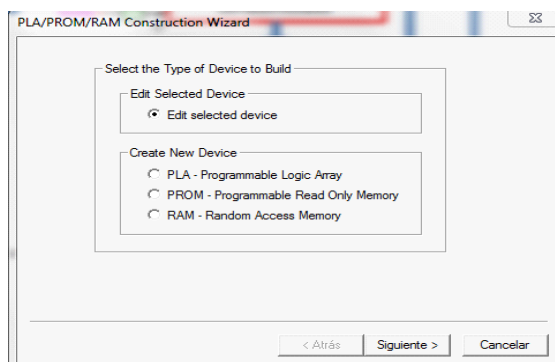 PLA/PROM/RAM Construction Wizard
Select the Type of Device to Build
Edit Selected Device
Edit selected device
Create New Device
PLA - Programmable Logic Array
PROM - Programmable Read Only Memory
RAM - Random Access Memory
< Atrás Siguiente > Cancelar